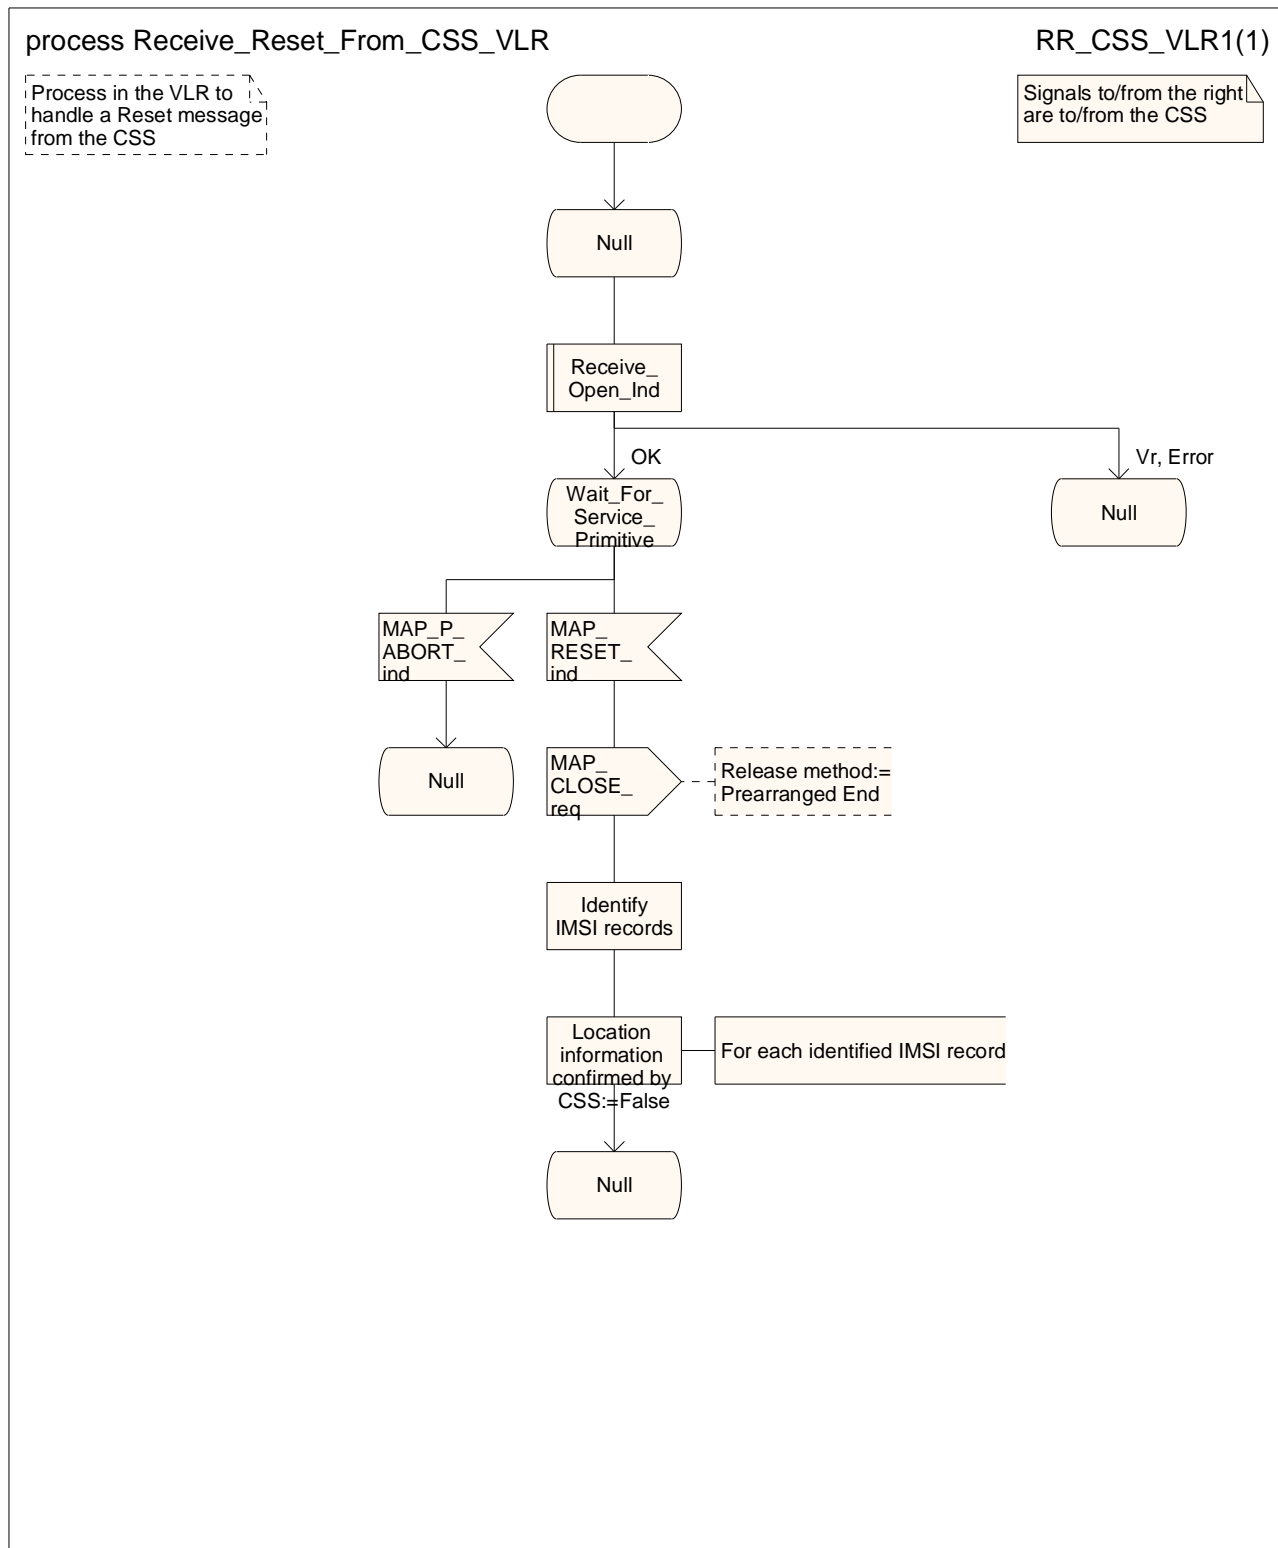 process Receive_Reset_From_CSS_VLR
RR_CSS_VLR1(1)
Process in the VLR to
handle a Reset message
from the CSS
Signals to/from the right
are to/from the CSS
Null
Receive_
Open_Ind
OK
Vr, Error
Wait_For_
Service_
Primitive
Null
MAP_P_
ABORT_
ind
MAP_
RESET_
ind
Null
MAP_
CLOSE_
req
Release method:=
Prearranged End
Identify
IMSI records
Location
information
confirmed by
CSS:=False
For each identified IMSI record
Null